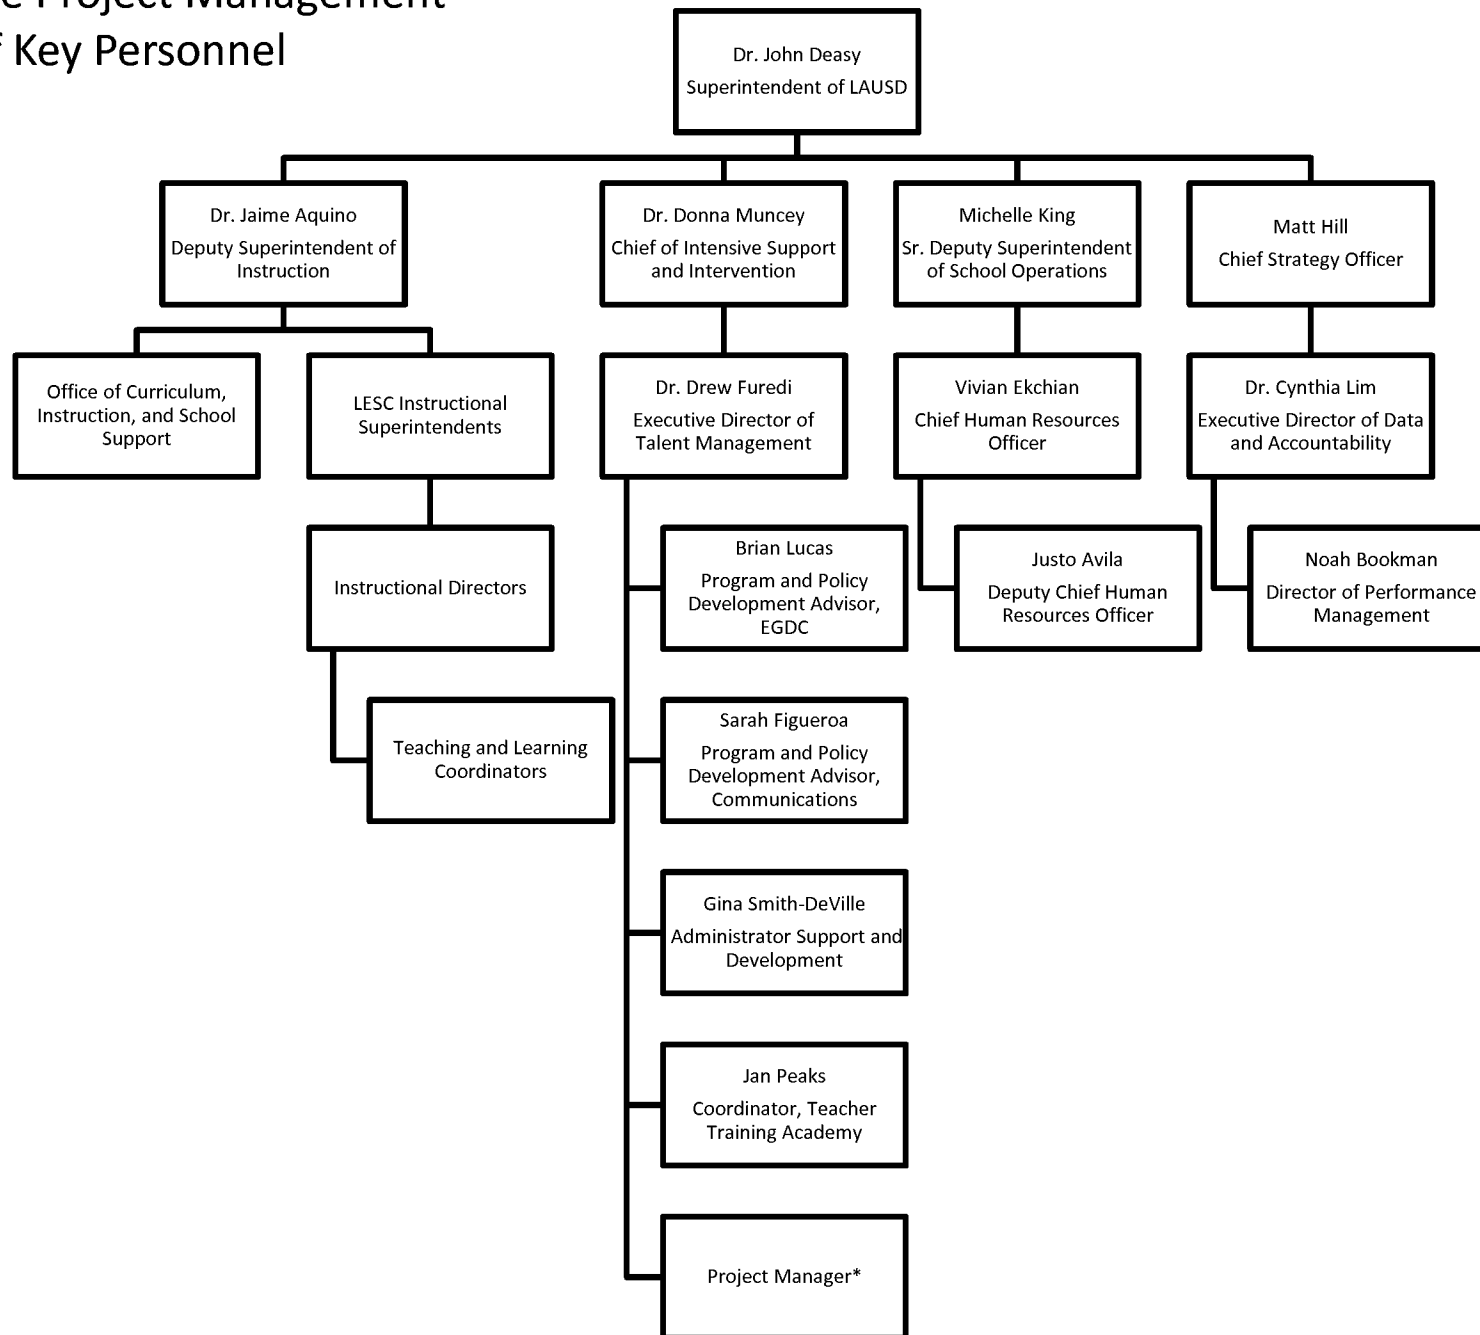 e Project Management
f Key Personnel
Dr. John Deasy
Superintendent of LAUSD
Dr. Jaime Aquino
Deputy Superintendent of
Instruction
Dr. Donna Muncey
Chief of Intensive Support
and Intervention
Michelle King
Sr. Deputy Superintendent
of School Operations
Matt Hill
Chief Strategy Officer
Office of Curriculum,
Instruction, and School
Support
LESC Instructional
Superintendents
Dr. Drew Furedi
Executive Director of
Talent Management
Vivian Ekchian
Chief Human Resources
Officer
Dr. Cynthia Lim
Executive Director of Data
and Accountability
Instructional Directors
Brian Lucas
Program and Policy
Development Advisor,
EGDC
Justo Avila
Deputy Chief Human
Resources Officer
Noah Bookman
Director of Performance
Management
Teaching and Learning
Coordinators
Sarah Figueroa
Program and Policy
Development Advisor,
Communications
Gina Smith-DeVille
Administrator Support and
Development
Jan Peaks
Coordinator, Teacher
Training Academy
Project Manager*